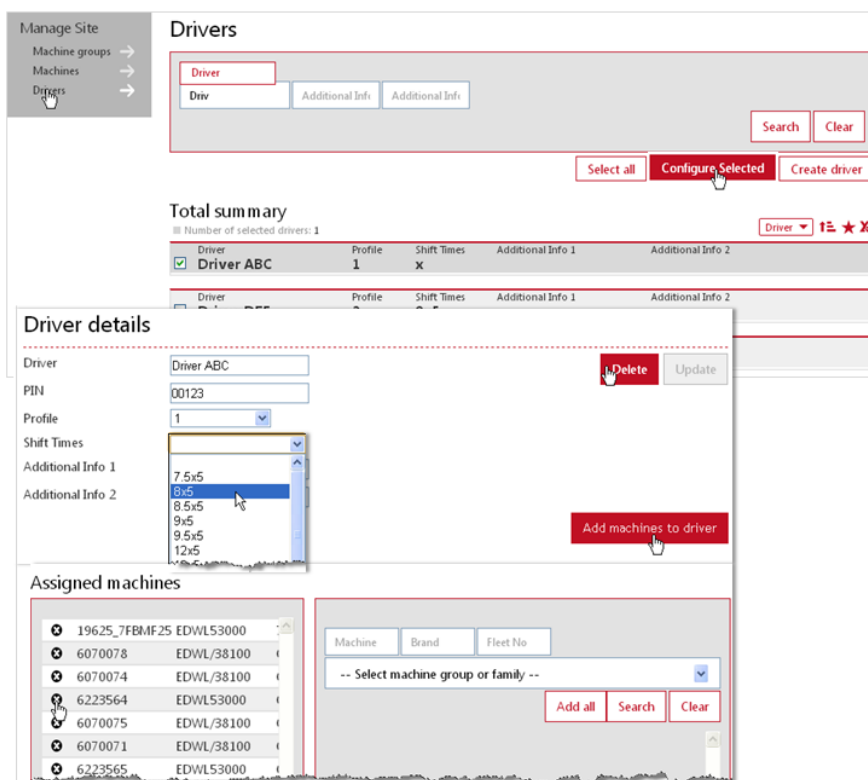 Manage Site
Machine groups
Machines
Drivers
Drivers
Driver
Driv
Additional Inf
Additional Inf
Search
Clear
Select all
Configure Selected
Create driver
Total summary
Number of selected drivers: 1
Driver
Driver Profile Shift Times Additional Info 1 Additional Info 2
Driver ABC 1 x
Driver Profile Shift Times Additional Info 1 Additional Info 2
Driver details
Driver Driver ABC
Delete
Update
PIN 00123
Profile 1
Shift Times
7.5x5
8x5
8.5x5
9x5
9.5x5
12x5
Additional Info 1
Additional Info 2
Add machines to driver
Assigned machines
19625_7FBMF25 EDWL53000
6070078 EDWL/38100
6070074 EDWL/38100
6223564 EDWL53000
6070075 EDWL/38100
6070071 EDWL/38100
6223565 EDWL53000
Machine
Brand
Fleet No
-- Select machine group or family --
Add all
Search
Clear